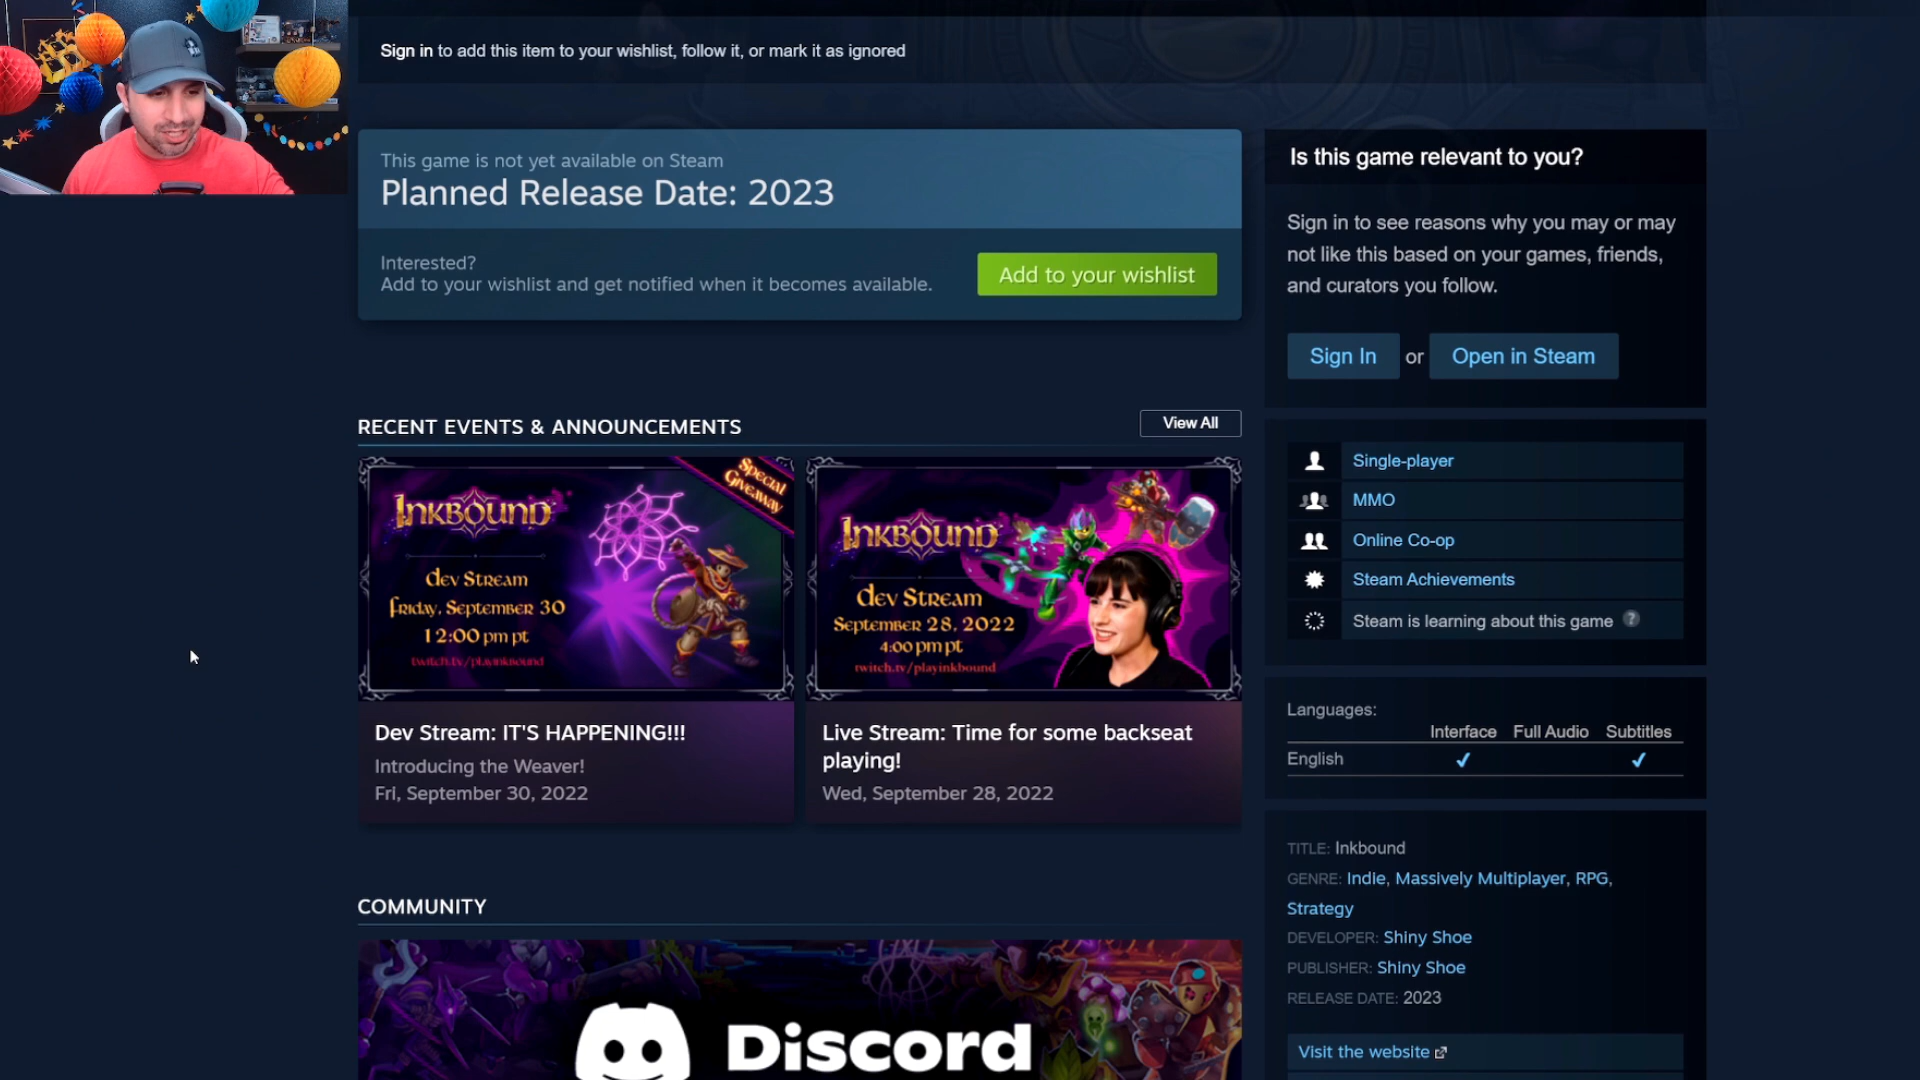 Sign in to add this item to your wishlist, follow it, or mark it as ignored
This game is not yet available on Steam
Planned Release Date: 2023
Interested?
Add to your wishlist and get notified when it becomes available.
Add to your wishlist
RECENT EVENTS & ANNOUNCEMENTS
View All
Special
Giveaway
INKBOUND
dev Stream
Friday, September 30
12:00 pm pt
twitch.tv/playinkbound
INKBOUND
dev Stream
September 28, 2022
4:00 pm pt
twitch.tv/playinkbound
Dev Stream: IT'S HAPPENING!!!
Introducing the Weaver!
Fri, September 30, 2022
Live Stream: Time for some backseat
playing!
Wed, September 28, 2022
COMMUNITY
Discord
Is this game relevant to you?
Sign in to see reasons why you may or may
not like this based on your games, friends,
and curators you follow.
Sign In or Open in Steam
Single-player
MMO
Online Co-op
Steam Achievements
Steam is learning about this game ?
Languages:
Interface Full Audio Subtitles
English ✓ ✓
TITLE: Inkbound
GENRE: Indie, Massively Multiplayer, RPG,
Strategy
DEVELOPER: Shiny Shoe
PUBLISHER: Shiny Shoe
RELEASE DATE: 2023
Visit the website